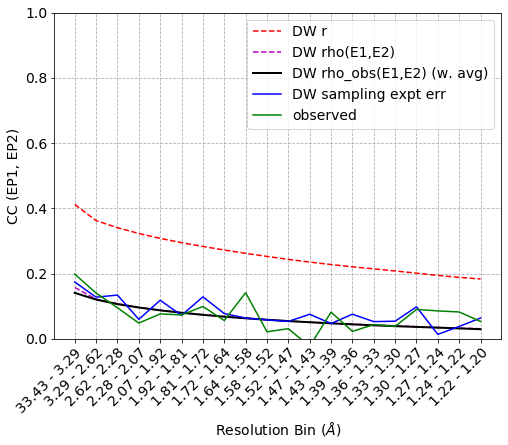 DW r
DW rho(E1,E2)
DW rho_obs(E1,E2) (w. avg)
DW sampling expt err
observed
1.0
0.8
0.6
0.4
0.2
0.0
CC (EP1, EP2)
33.43 - 3.29
3.29 - 2.62
2.62 - 2.28
2.28 - 2.07
2.07 - 1.92
1.92 - 1.81
1.81 - 1.72
1.72 - 1.64
1.64 - 1.58
1.58 - 1.52
1.52 - 1.47
1.47 - 1.43
1.43 - 1.39
1.39 - 1.36
1.36 - 1.33
1.33 - 1.30
1.30 - 1.27
1.27 - 1.24
1.24 - 1.22
1.22 - 1.20
Resolution Bin (Å)